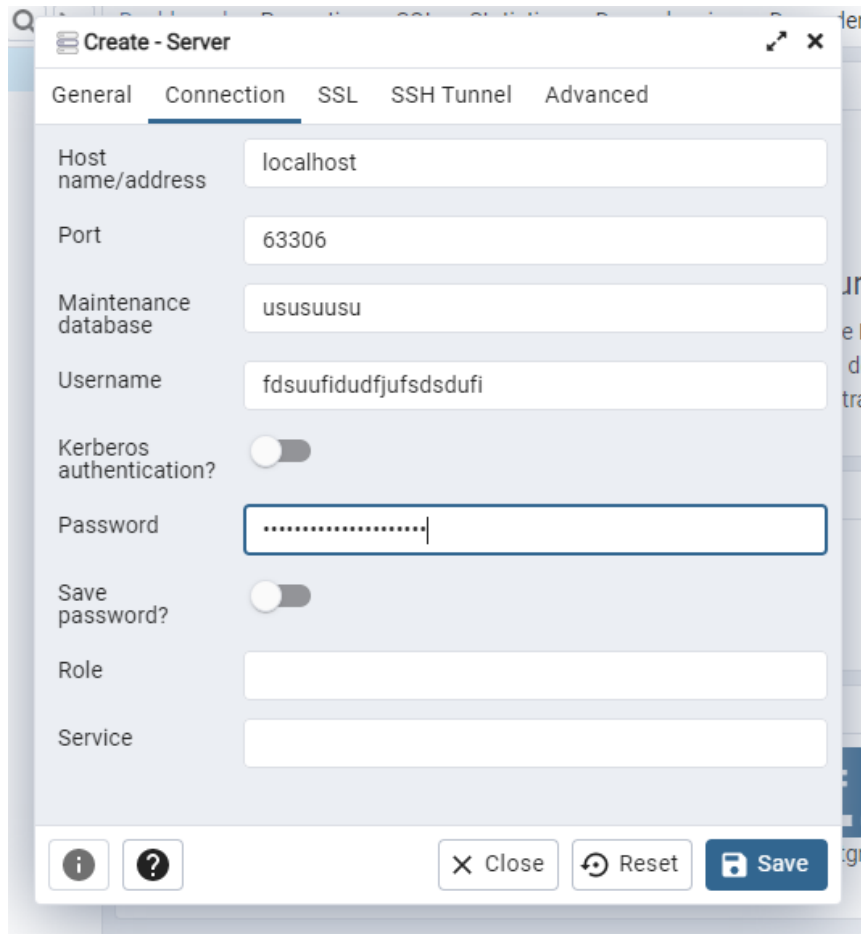 Create - Server
General Connection SSL SSH Tunnel Advanced
Host
name/address
localhost
Port
63306
Maintenance
database
ususuusu
Username
fdsuufidudfjufsdsdufi
Kerberos
authentication?
Password
•••••••••••••••••••••
Save
password?
Role
Service
Close Reset Save